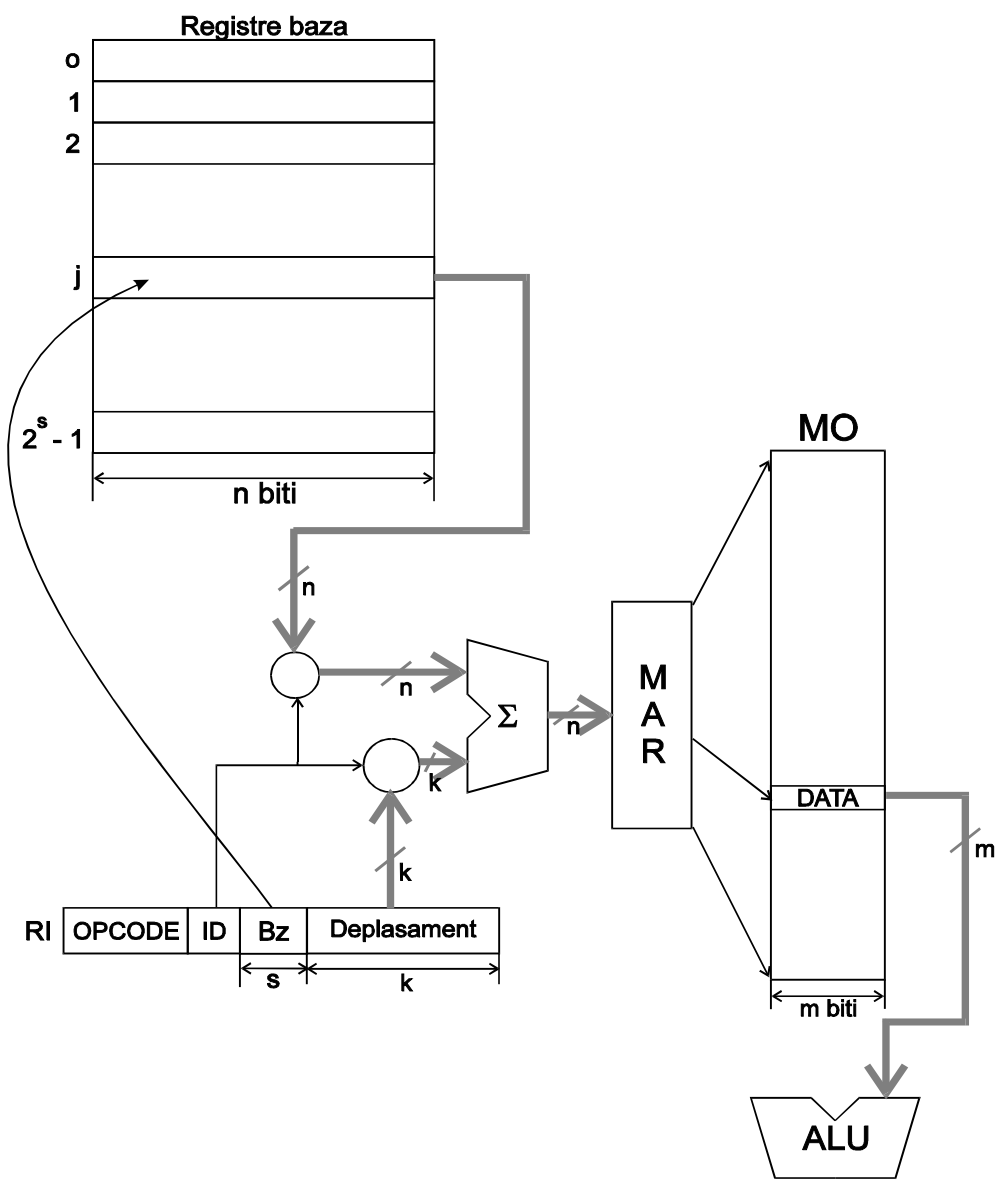 Registre baza
o
1
2
j
2^s - 1
n biti
MO
n
n
Σ
n
M
A
R
k
DATA
m
k
RI OPCODE ID Bz Deplasament
s k
m biti
ALU